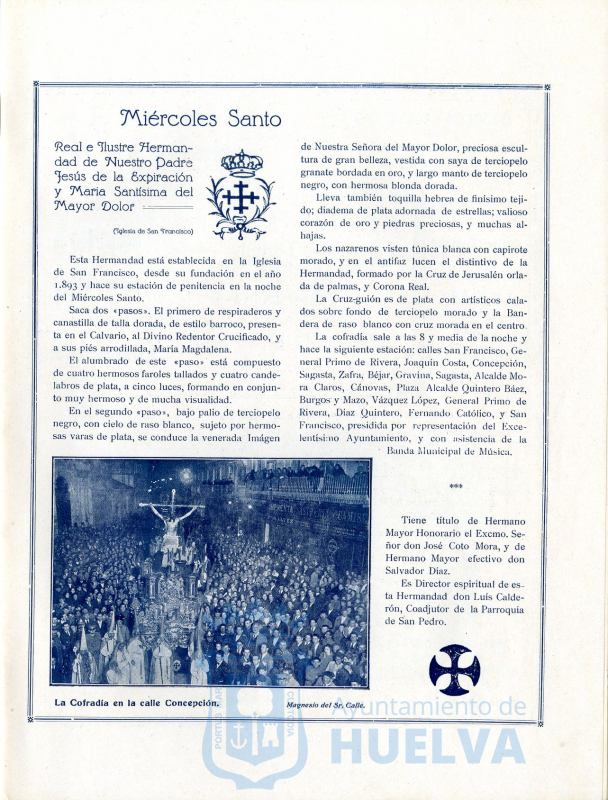 Miércoles Santo
Real e Ilustre Herman-
dad de Nuestro Padre
Jesús de la Expiración
y María Santísima del
Mayor Dolor
(Iglesia de San Francisco)
Esta Hermandad está establecida en la Iglesia
de San Francisco, desde su fundación en el año
1.893 y hace su estación de penitencia en la noche
del Miércoles Santo.
Saca dos «pasos». El primero de respiraderos y
canastilla de talla dorada, de estilo barroco, presen-
ta en el Calvario, al Divino Redentor Crucificado, y
a sus piés arrodillada, María Magdalena.
El alumbrado de este «paso» está compuesto
de cuatro hermosos faroles tallados y cuatro cande-
labros de plata, a cinco luces, formando en conjun-
to muy hermoso y de mucha visualidad.
En el segundo «paso», bajo palio de terciopelo
negro, con cielo de raso blanco, sujeto por hermo-
sas varas de plata, se conduce la venerada Imágen
de Nuestra Señora del Mayor Dolor, preciosa escul-
tura de gran belleza, vestida con saya de terciopelo
granate bordada en oro, y largo manto de terciopelo
negro, con hermosa blonda dorada.
Lleva también toquilla hebrea de finísimo teji-
do; diadema de plata adornada de estrellas; valioso
corazón de oro y piedras preciosas, y muchas al-
hajas.
Los nazarenos visten túnica blanca con capirote
morado, y en el antifaz lucen el distintivo de la
Hermandad, formado por la Cruz de Jerusalén orla-
da de palmas, y Corona Real.
La Cruz-guión es de plata con artísticos cala-
dos sobre fondo de terciopelo morado y la Ban-
dera de raso blanco con cruz morada en el centro.
La cofradía sale a las 8 y media de la noche y
hace la siguiente estación: calles San Francisco, Ge-
neral Primo de Rivera, Joaquín Costa, Concepción,
Sagasta, Zafra, Béjar, Gravina, Sagasta, Alcalde Mo-
ra Claros, Cánovas, Plaza Alcalde Quintero Báez,
Burgos y Mazo, Vázquez López, General Primo de
Rivera, Díaz Quintero, Fernando Católico, y San
Francisco, presidida por representación del Exce-
lentísimo Ayuntamiento, y con asistencia de la
Banda Municipal de Música.
***
Tiene título de Hermano
Mayor Honorario el Excmo. Se-
ñor don José Coto Mora, y de
Hermano Mayor efectivo don
Salvador Díaz.
Es Director espiritual de es-
ta Hermandad don Luís Calde-
rón, Coadjutor de la Parroquia
de San Pedro.
La Cofradía en la calle Concepción.
Magnesio del Sr. Calle.
Ayuntamiento de
HUELVA